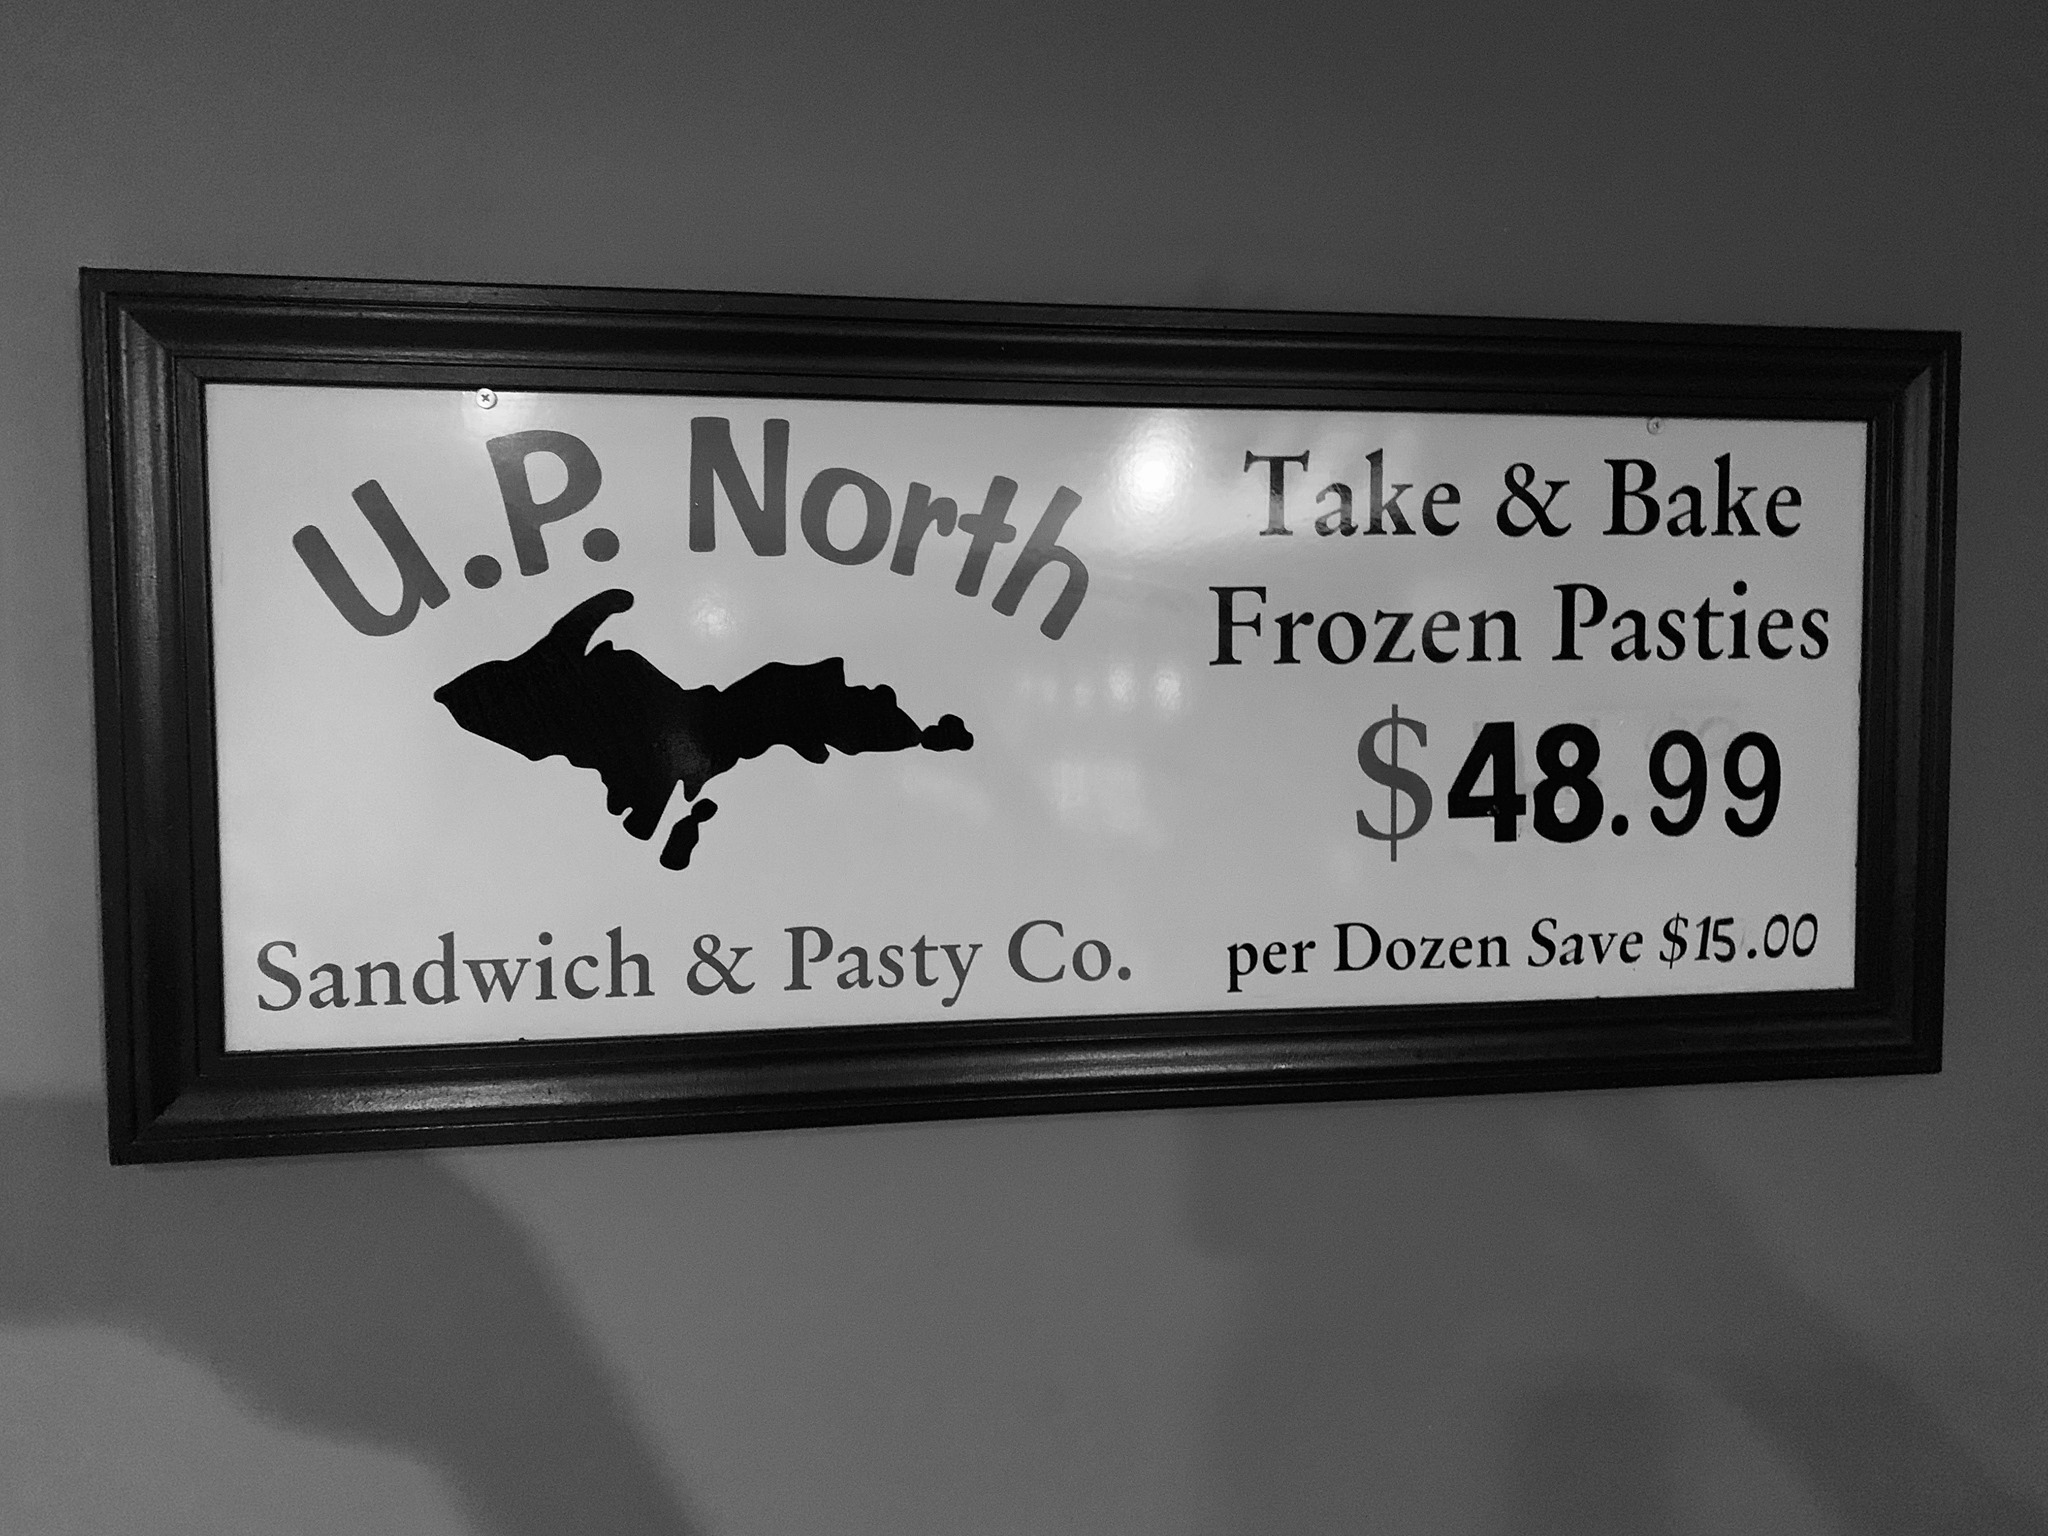 U.P. North
Sandwich & Pasty Co.
Take & Bake
Frozen Pasties
$48.99
per Dozen Save $15.00